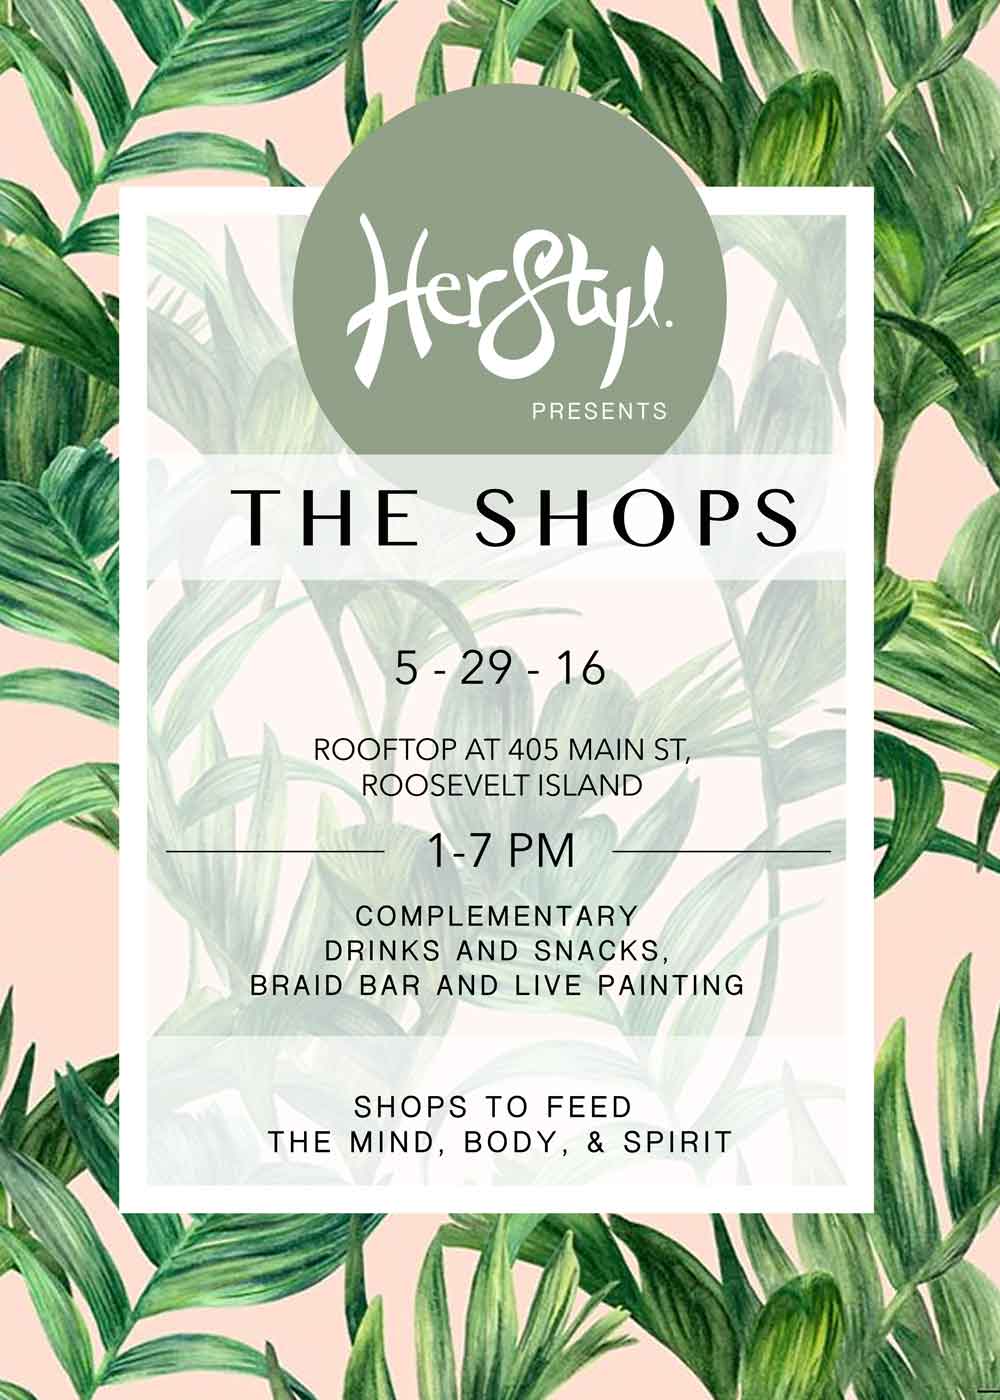 HerStyl.
PRESENTS
THE SHOPS
5 - 29 - 16
ROOFTOP AT 405 MAIN ST,
ROOSEVELT ISLAND
1-7 PM
COMPLEMENTARY
DRINKS AND SNACKS,
BRAID BAR AND LIVE PAINTING
SHOPS TO FEED
THE MIND, BODY, & SPIRIT